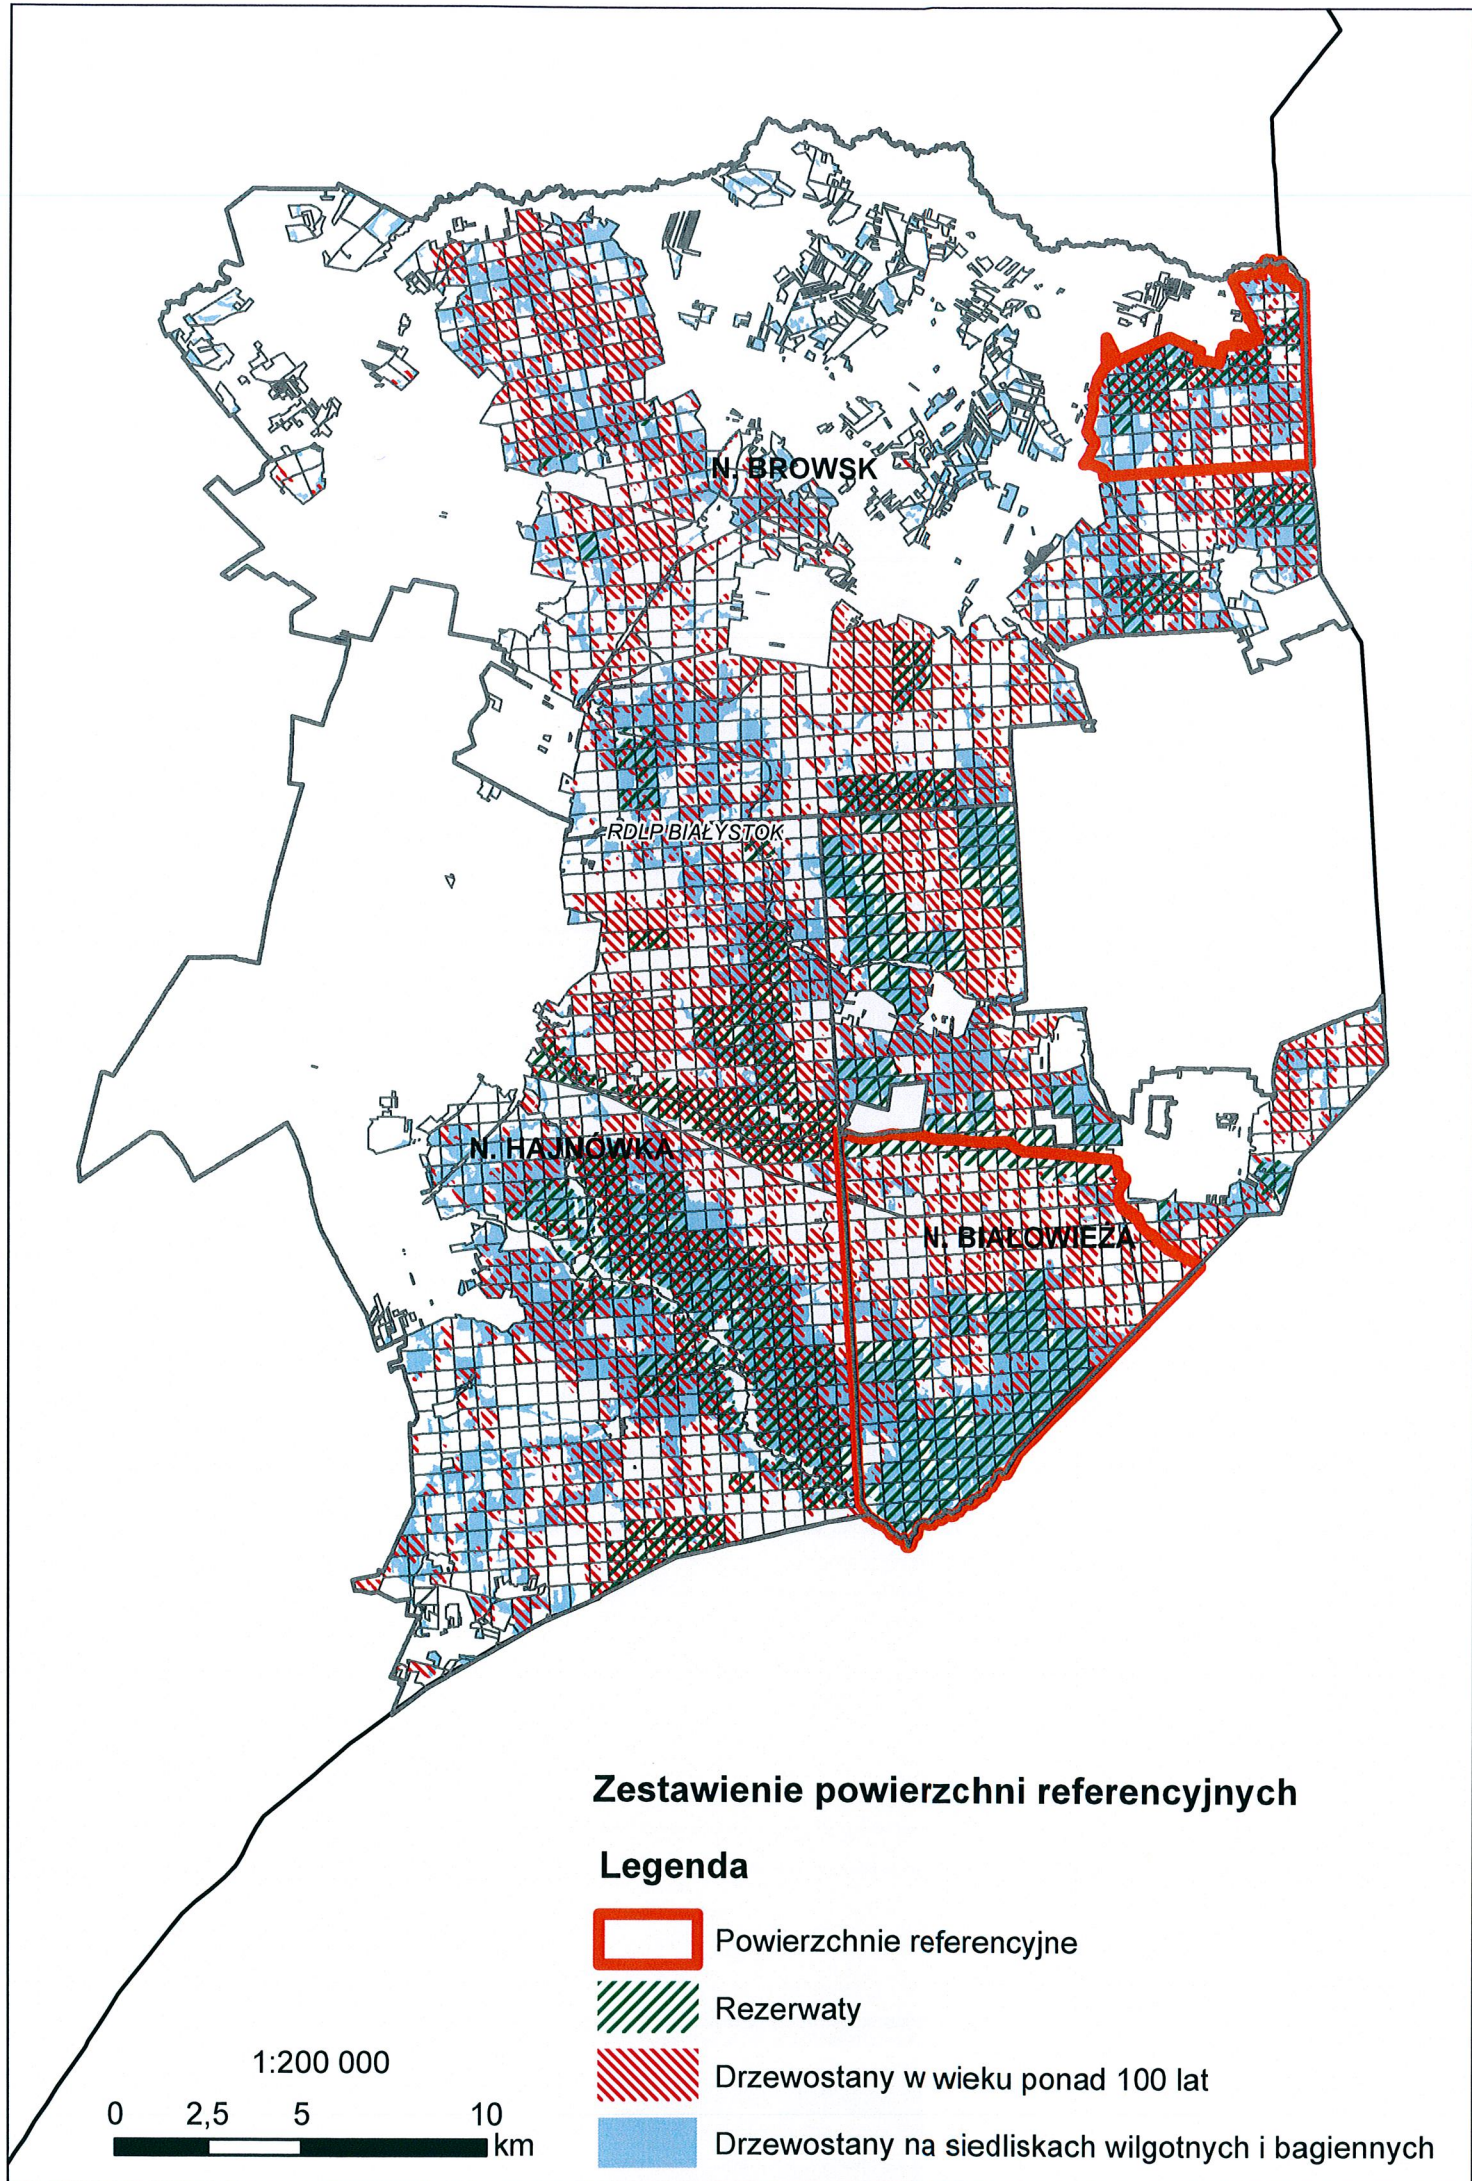 N. BROWSK
RDLP BIAŁYSTOK
N. HAJNÓWKA
N. BIAŁOWIEŻA
Zestawienie powierzchni referencyjnych
Legenda
Powierzchnie referencyjne
Rezerwaty
Drzewostany w wieku ponad 100 lat
Drzewostany na siedliskach wilgotnych i bagiennych
1:200 000
0 2,5 5 10
km